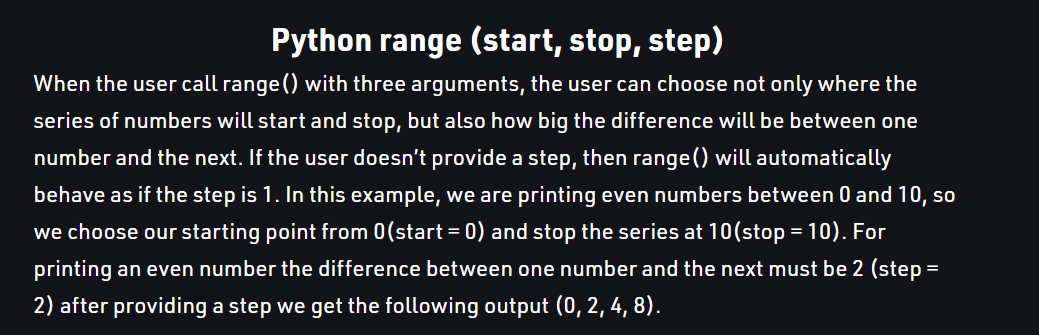 Python range (start, stop, step)
When the user call range() with three arguments, the user can choose not only where the
series of numbers will start and stop, but also how big the difference will be between one
number and the next. If the user doesn’t provide a step, then range() will automatically
behave as if the step is 1. In this example, we are printing even numbers between 0 and 10, so
we choose our starting point from 0(start = 0) and stop the series at 10(stop = 10). For
printing an even number the difference between one number and the next must be 2 (step =
2) after providing a step we get the following output (0, 2, 4, 8).